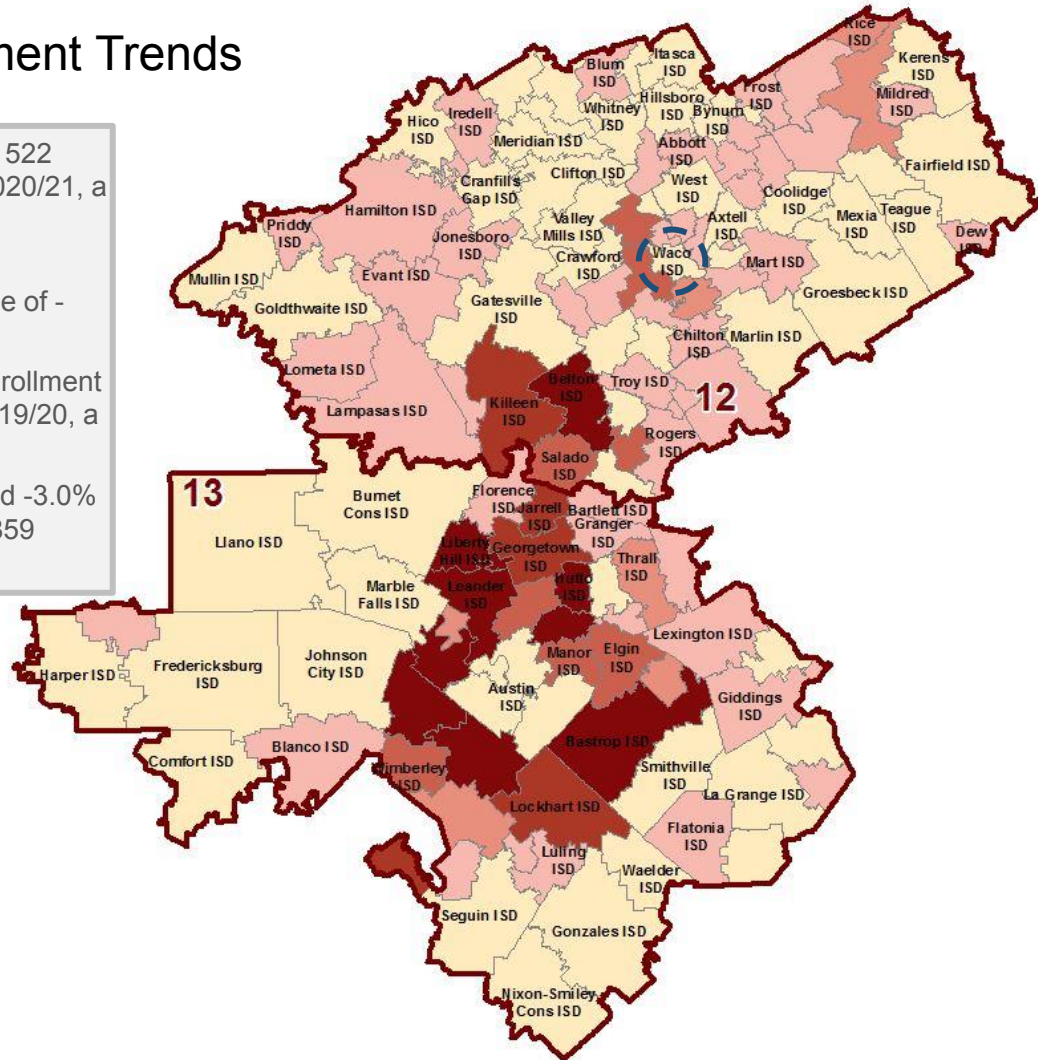 ment Trends
522
020/21, a
e of -
rollment
19/20, a
d -3.0%
359
Rice
ISD
Kerens
ISD
Itasca
ISD
Blum
ISD
Frost
ISD
Mildred
ISD
Whitney
ISD
Hillsboro
ISD
Bynum
ISD
Hico
ISD
Iredell
ISD
Meridian ISD
Abbott
ISD
Fairfield ISD
Clifton ISD
West
ISD
Cranfills
Gap ISD
Coolidge
ISD
Hamilton ISD
Valley
Mills ISD
Axtell
ISD
Mexia
ISD
Teague
ISD
Priddy
ISD
Jonesboro
ISD
Dew
ISD
Crawford
ISD
Waco
ISD
Mart ISD
Mullin ISD
Evant ISD
Groesbeck ISD
Goldthwaite ISD
Gatesville
ISD
Chilton
ISD
Marlin ISD
Lometa ISD
Troy ISD
Belton
ISD
12
Killeen
ISD
Lampasas ISD
Rogers
ISD
Salado
ISD
13
Burnet
Cons ISD
Florence
ISD
Jarrell
ISD
Bartlett ISD
Granger
ISD
Llano ISD
Liberty
Hill ISD
Georgetown
ISD
Thrall
ISD
Marble
Falls ISD
Leander
ISD
Hutto
ISD
Lexington ISD
Harper ISD
Fredericksburg
ISD
Johnson
City ISD
Manor
ISD
Elgin
ISD
Austin
ISD
Giddings
ISD
Blanco ISD
Bastrop ISD
Comfort ISD
Wimberley
ISD
Smithville
ISD
La Grange ISD
Lockhart ISD
Flatonia
ISD
Luling
ISD
Waelder
ISD
Seguin ISD
Gonzales ISD
Nixon-Smiley
Cons ISD